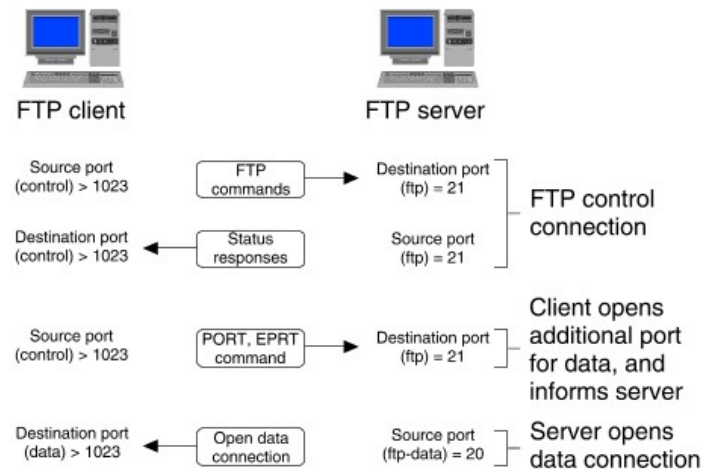 FTP client
FTP server
Source port
(control) > 1023
FTP
commands
Destination port
(ftp) = 21
FTP control
connection
Destination port
(control) > 1023
Status
responses
Source port
(ftp) = 21
Source port
(control) > 1023
PORT, EPRT
command
Destination port
(ftp) = 21
Client opens
additional port
for data, and
informs server
Destination port
(data) > 1023
Open data
connection
Source port
(ftp-data) = 20
Server opens
data connection